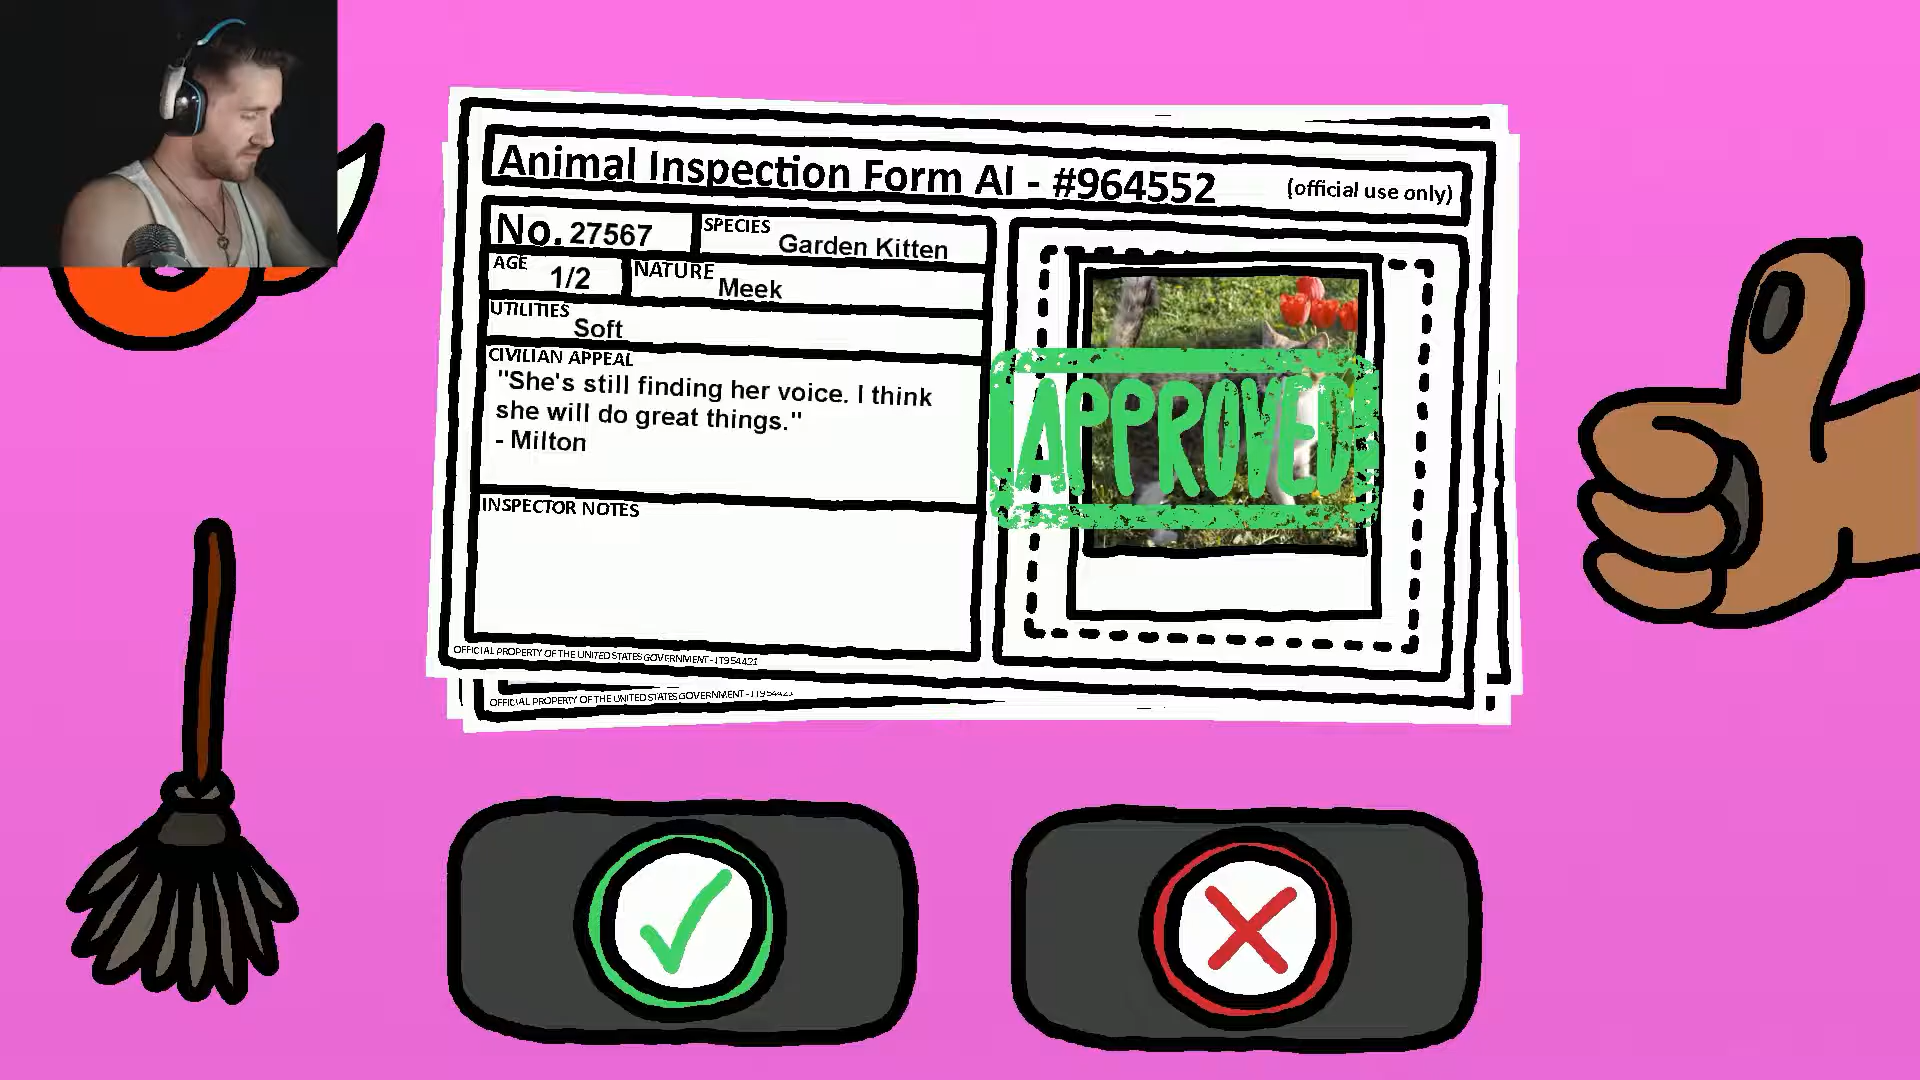 Animal Inspection Form AI - #964552
(official use only)
No. 27567
SPECIES Garden Kitten
AGE 1/2
NATURE Meek
UTILITIES Soft
CIVILIAN APPEAL
"She's still finding her voice. I think
she will do great things."
- Milton
APPROVED
INSPECTOR NOTES
OFFICIAL PROPERTY OF THE UNITED STATES GOVERNMENT - IT954421
OFFICIAL PROPERTY OF THE UNITED STATES GOVERNMENT - IT954421